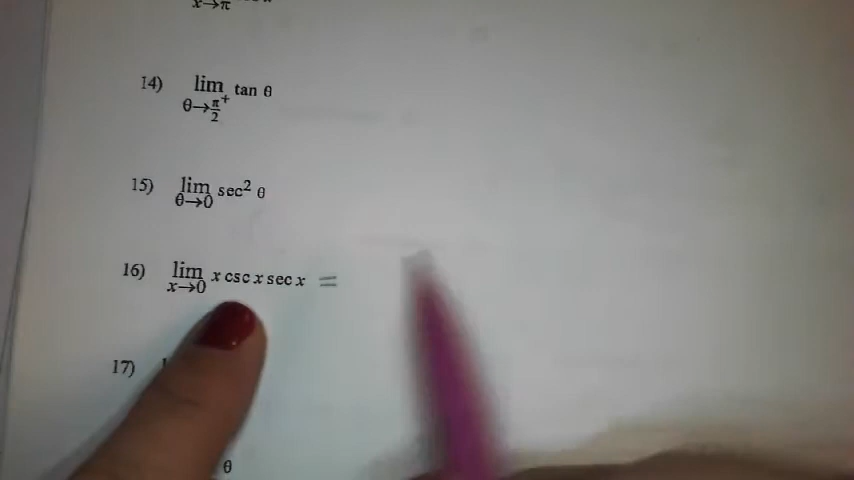 x→π
14) lim θ→π/2⁺ tan θ
15) lim θ→0 sec² θ
16) lim x→0 x csc x sec x =
17)
θ